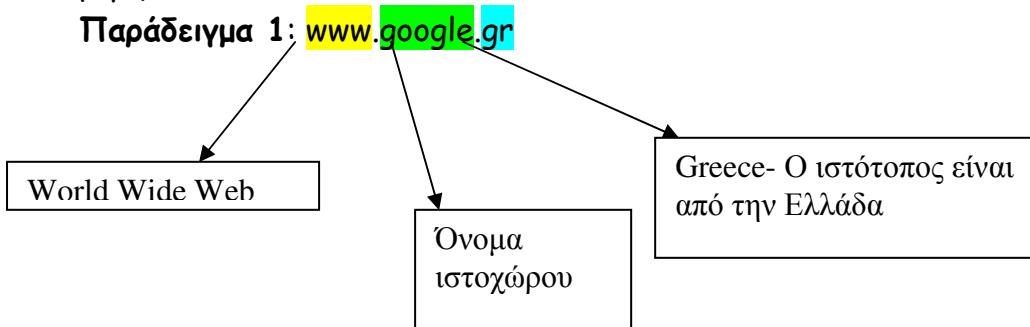 Παράδειγμα 1: www.google.gr
World Wide Web
Όνομα
ιστοχώρου
Greece- Ο ιστότοπος είναι
από την Ελλάδα